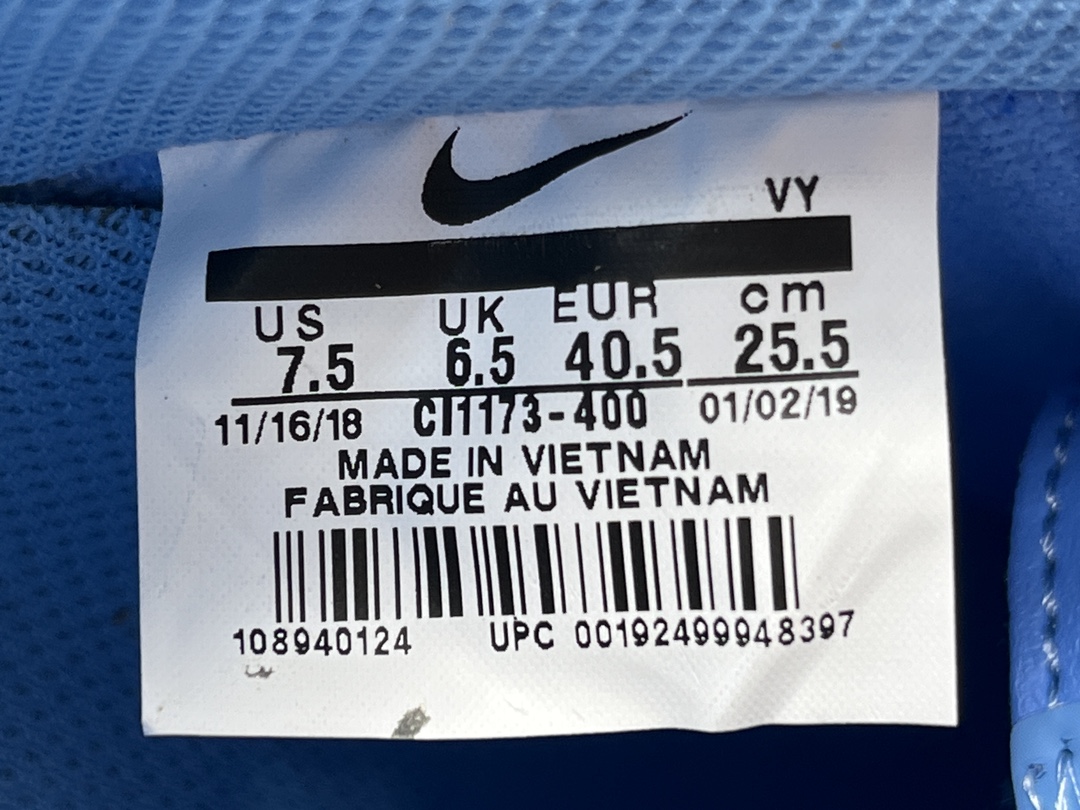 VY
US UK EUR cm
7.5 6.5 40.5 25.5
11/16/18 CI1173-400 01/02/19
MADE IN VIETNAM
FABRIQUE AU VIETNAM
108940124 UPC 00192499948397